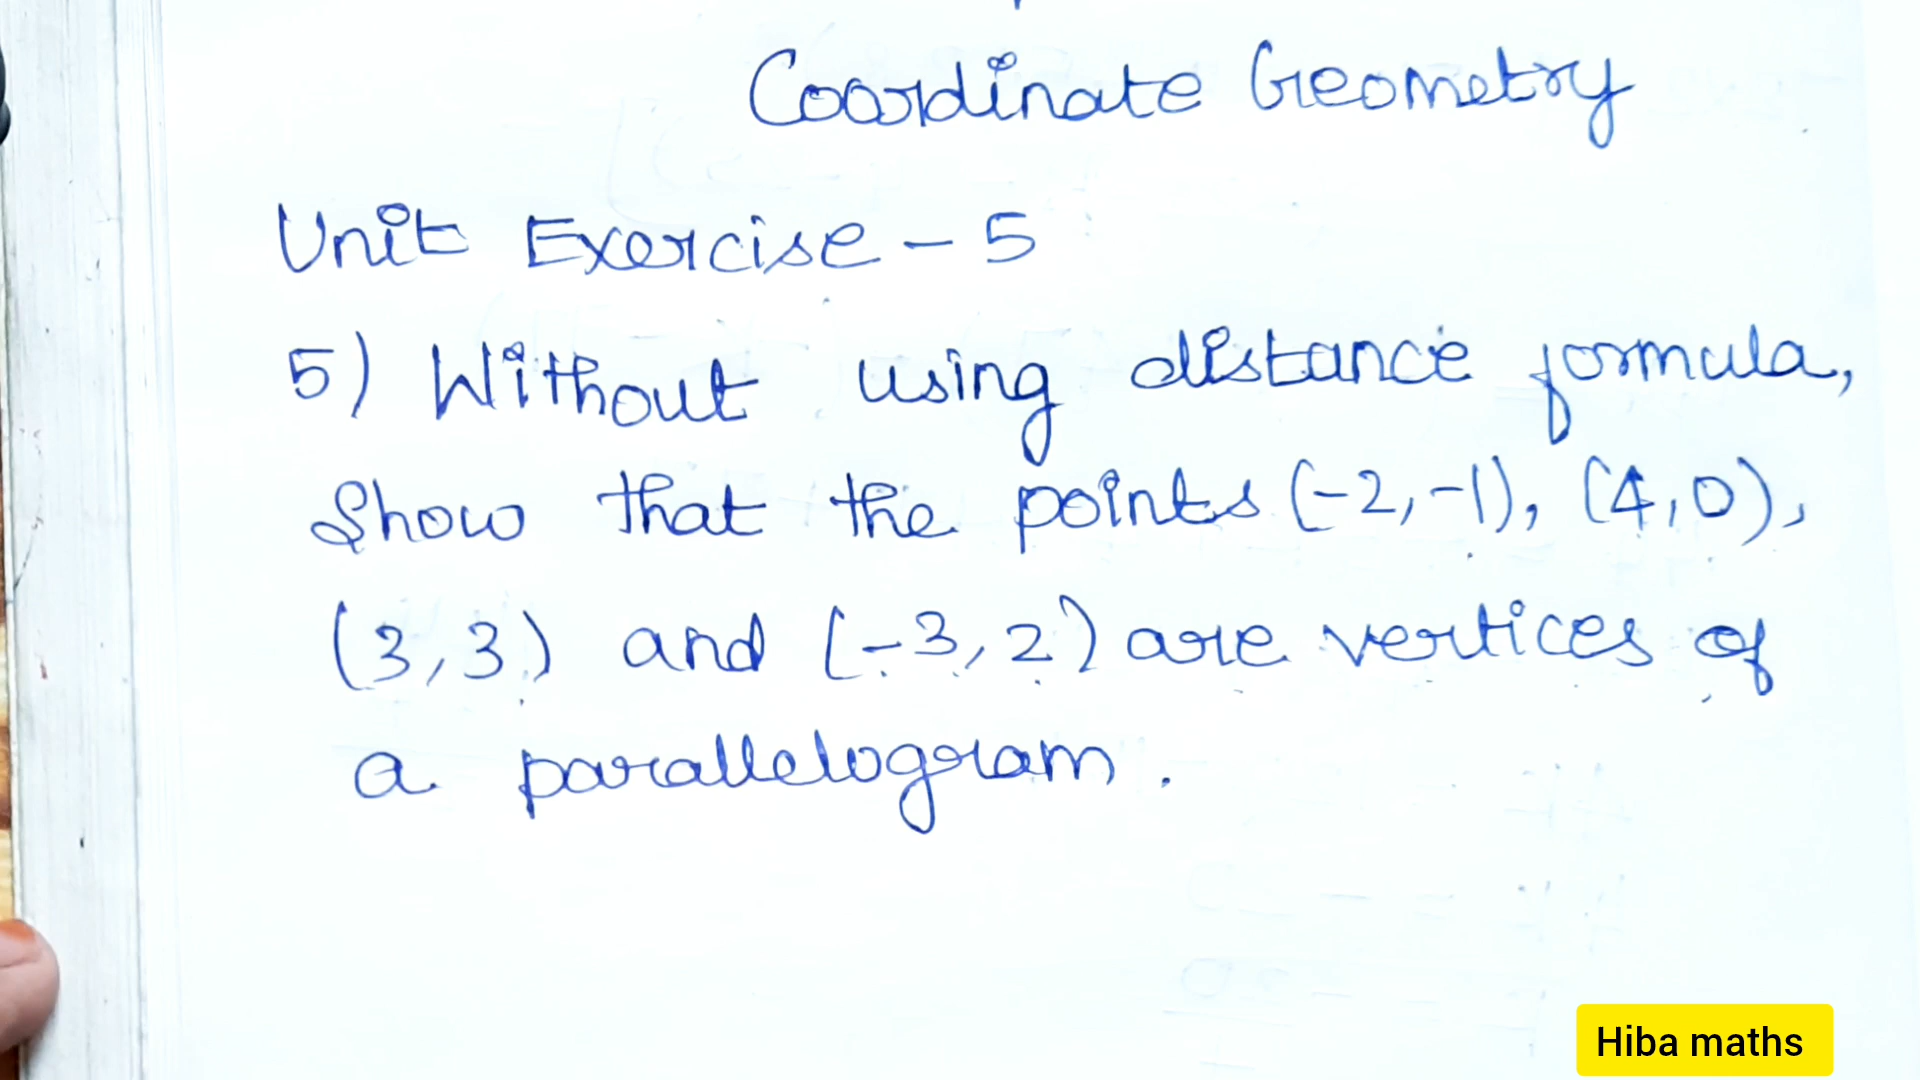 Coordinate Geometry
Unit Exercise - 5
5) Without using distance formula,
Show that the points (-2,-1), (4,0),
(3,3) and (-3,2) are vertices of
a parallelogram.
Hiba maths